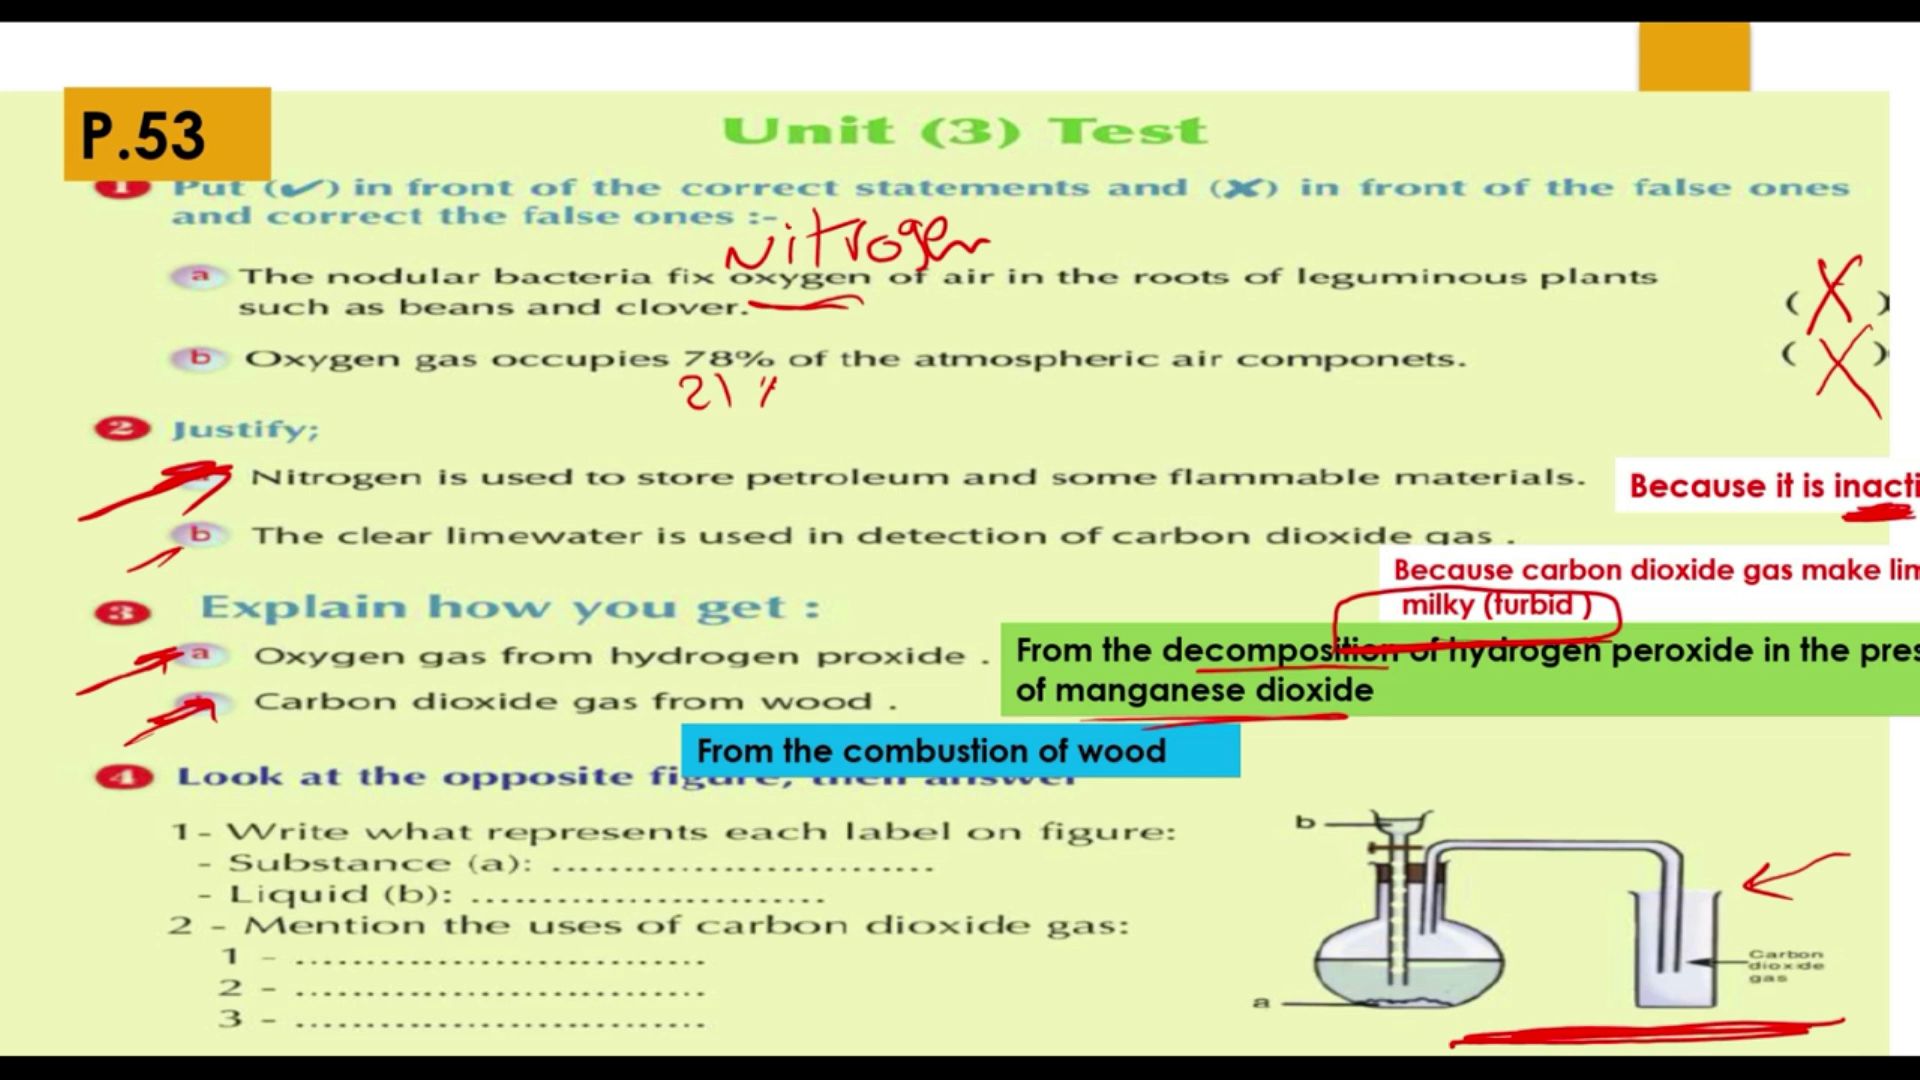 P.53
Unit (3) Test
1 Put (✔) in front of the correct statements and (✘) in front of the false ones
and correct the false ones :-
Nitrogen
a The nodular bacteria fix oxygen of air in the roots of leguminous plants
such as beans and clover. ( X )
b Oxygen gas occupies 78% of the atmospheric air componets. ( X )
21 %
2 Justify;
Nitrogen is used to store petroleum and some flammable materials. Because it is inacti
b The clear limewater is used in detection of carbon dioxide gas .
Because carbon dioxide gas make lim
milky (turbid )
3 Explain how you get :
a Oxygen gas from hydrogen proxide .
From the decomposition of hydrogen peroxide in the pres
of manganese dioxide
Carbon dioxide gas from wood .
From the combustion of wood
4 Look at the opposite figure, then answer
1- Write what represents each label on figure:
- Substance (a): ..............................
- Liquid (b): ............................
2 - Mention the uses of carbon dioxide gas:
1 - ................................
2 - ................................
3 - ................................
b
Carbon
dioxide
gas
a